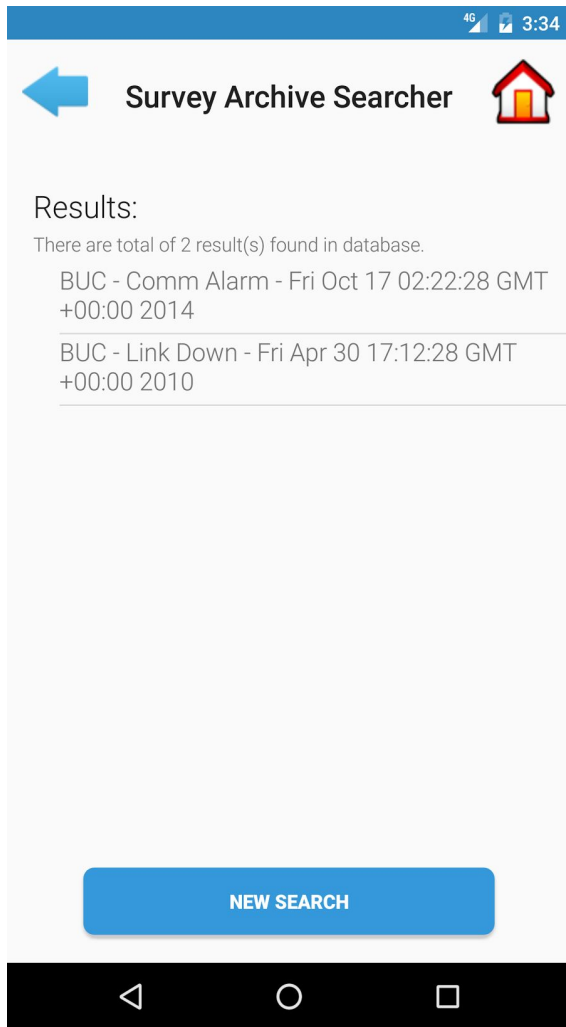 4G 3:34
Survey Archive Searcher
Results:
There are total of 2 result(s) found in database.
BUC - Comm Alarm - Fri Oct 17 02:22:28 GMT
+00:00 2014
BUC - Link Down - Fri Apr 30 17:12:28 GMT
+00:00 2010
NEW SEARCH